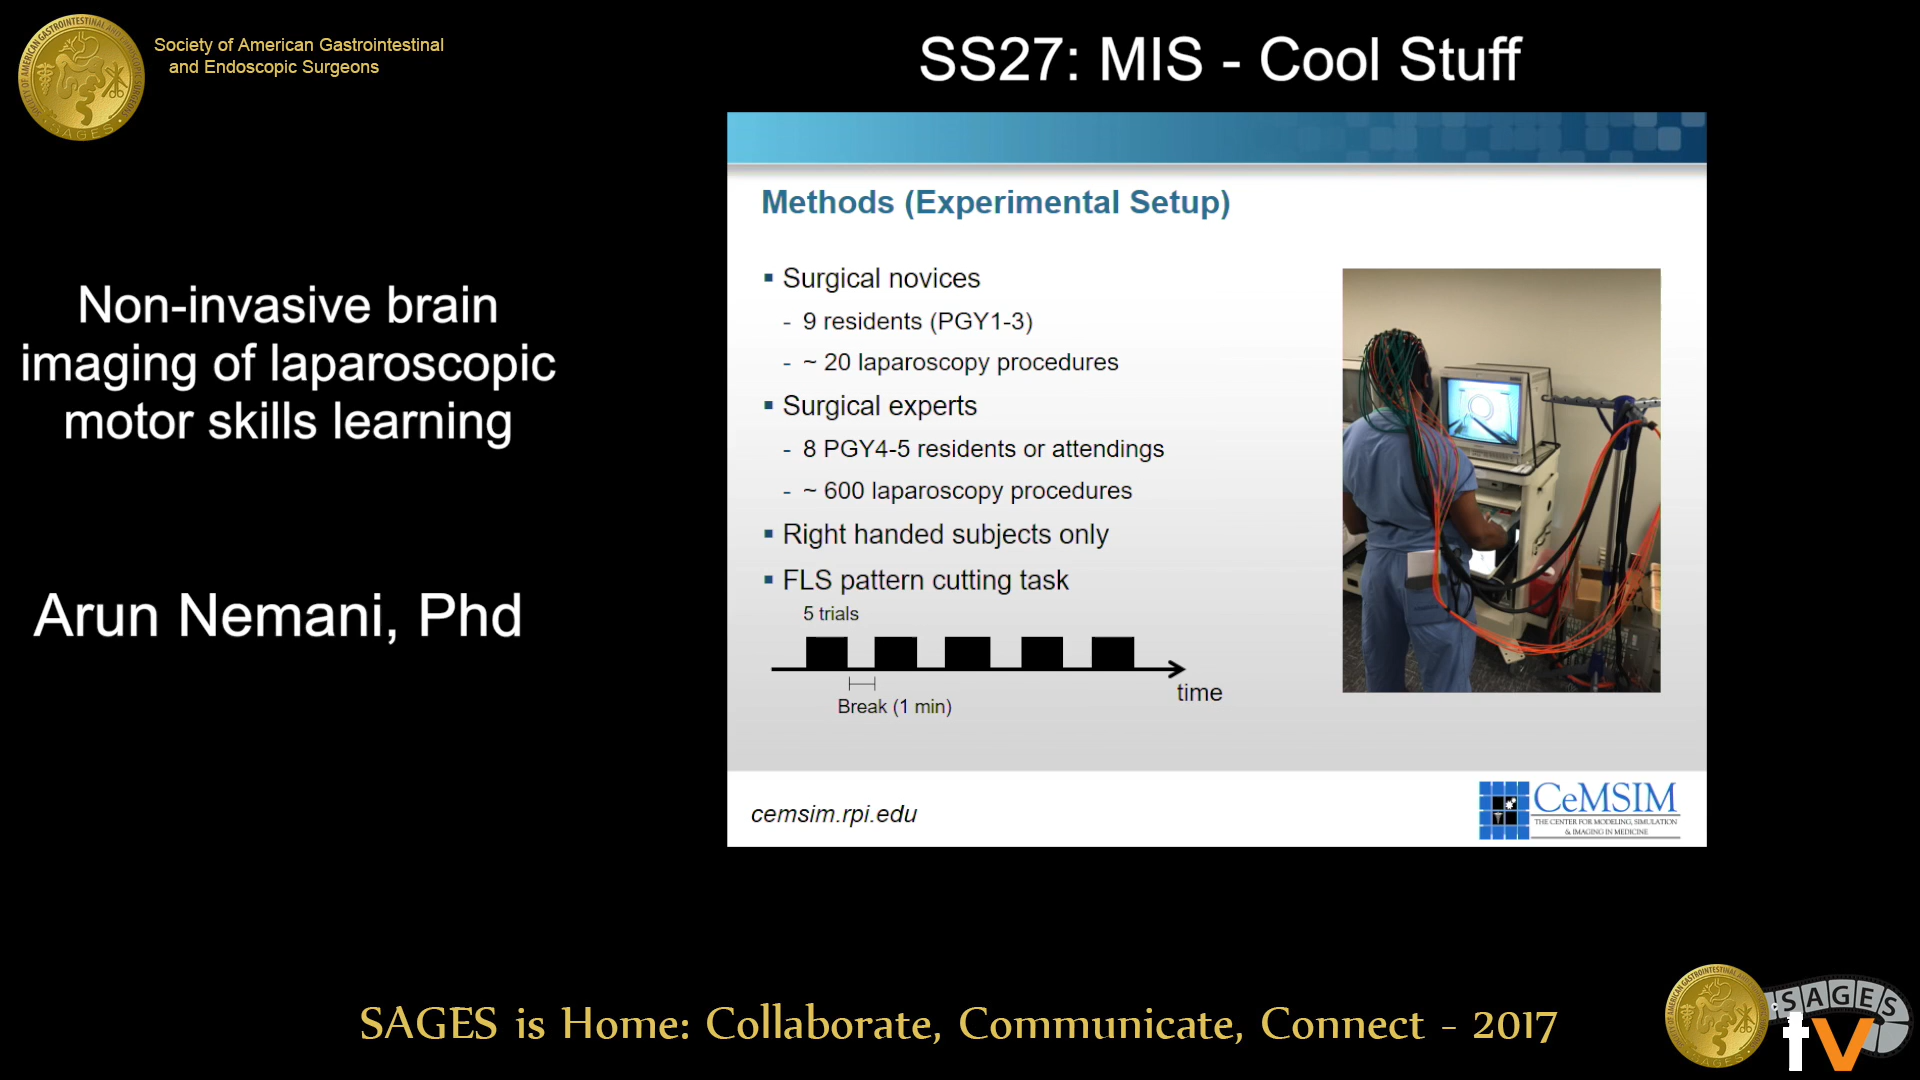 Society of American Gastrointestinal
and Endoscopic Surgeons
SS27: MIS - Cool Stuff
Non-invasive brain
imaging of laparoscopic
motor skills learning
Arun Nemani, Phd
Methods (Experimental Setup)
▪ Surgical novices
- 9 residents (PGY1-3)
- ~ 20 laparoscopy procedures
▪ Surgical experts
- 8 PGY4-5 residents or attendings
- ~ 600 laparoscopy procedures
▪ Right handed subjects only
▪ FLS pattern cutting task
5 trials
time
Break (1 min)
cemsim.rpi.edu
CeMSIM
THE CENTER FOR MODELING, SIMULATION
& IMAGING IN MEDICINE
SAGES is Home: Collaborate, Communicate, Connect - 2017
SAGES
tv